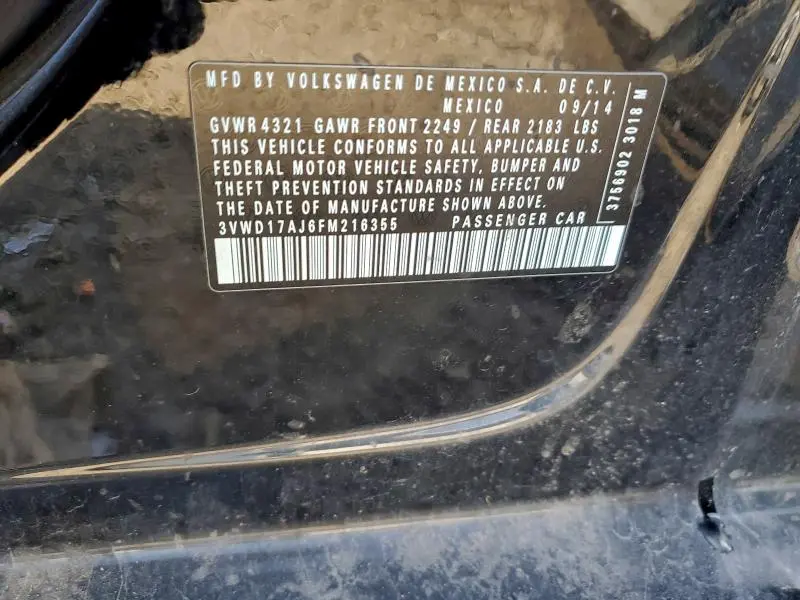 MFD BY VOLKSWAGEN DE MEXICO S.A. DE C.V.
MEXICO 09/14
GVWR 4321 GAWR FRONT 2249 / REAR 2183 LBS
THIS VEHICLE CONFORMS TO ALL APPLICABLE U.S.
FEDERAL MOTOR VEHICLE SAFETY, BUMPER AND
THEFT PREVENTION STANDARDS IN EFFECT ON
THE DATE OF MANUFACTURE SHOWN ABOVE.
3VWD17AJ6FM216355 PASSENGER CAR
3756902 3018 M